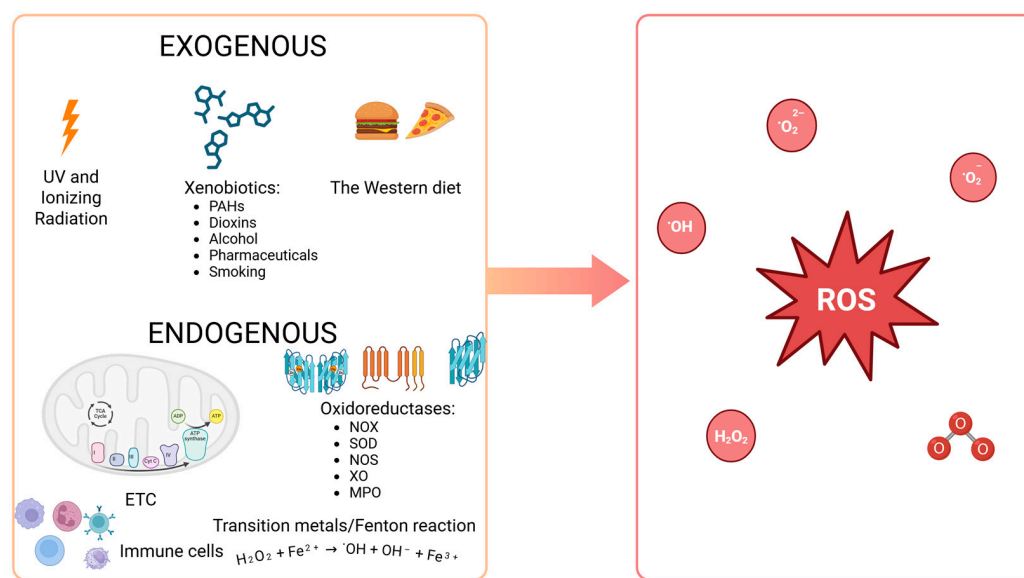 EXOGENOUS
UV and
Ionizing
Radiation
Xenobiotics:
• PAHs
• Dioxins
• Alcohol
• Pharmaceuticals
• Smoking
The Western diet
ENDOGENOUS
TCA
Cycle
ADP
ATP
ATP
synthase
I
II
III
Cyt C
IV
ETC
Oxidoreductases:
• NOX
• SOD
• NOS
• XO
• MPO
Immune cells
Transition metals/Fenton reaction
H₂O₂ + Fe²⁺ → ˙OH + OH⁻ + Fe³⁺
˙O₂²⁻
˙O₂⁻
˙OH
ROS
H₂O₂
O
O
O